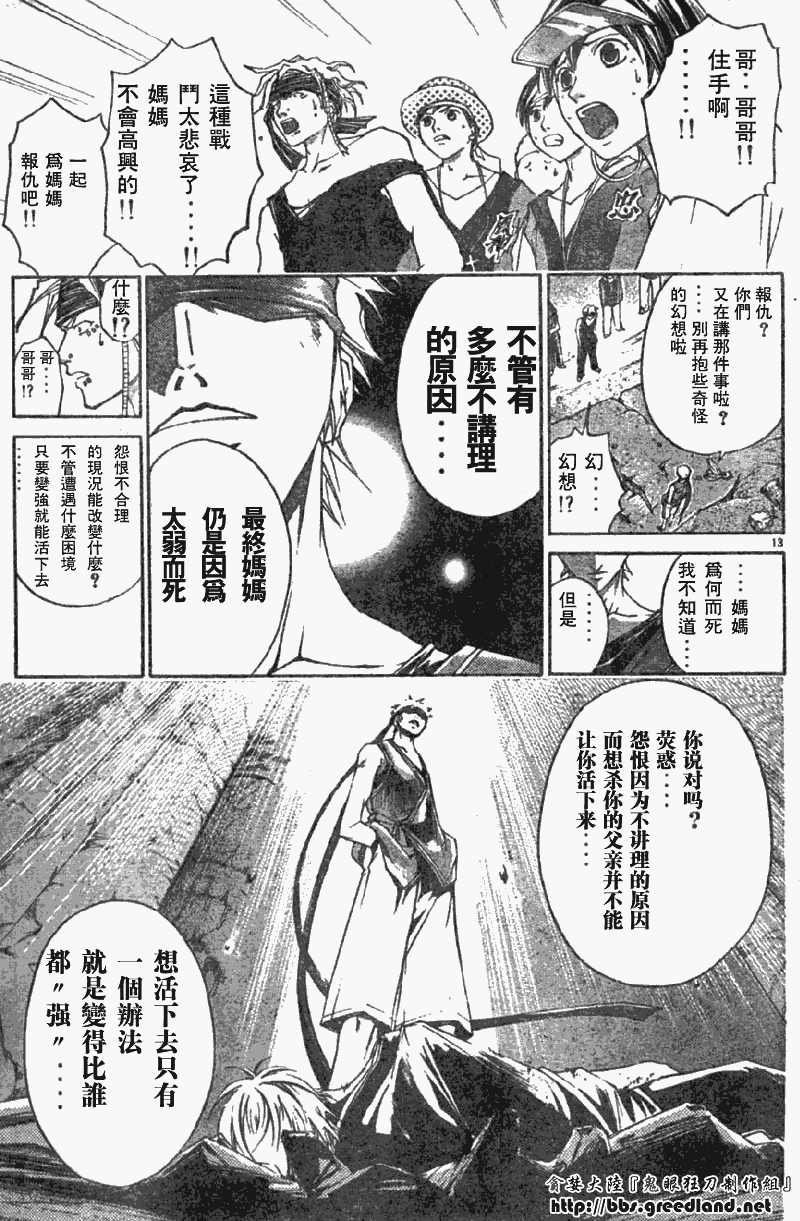 哥‥哥哥!!
住手啊
‥‥!!
這種戰
鬥太悲哀了‥‥!!
媽媽
不會高興的!!
一起
爲媽媽
報仇吧!!
忠
報仇?
你們
又在講那件事啦?
‥‥別再抱些奇怪
的幻想啦
幻‥‥
幻想!?
13
‥‥媽媽
爲何而死
我不知道‥‥
‥‥‥
但是
不管有
多麼不講理
的原因‥‥
最終媽媽
仍是因爲
太弱而死
什麼!?
哥‥
哥哥!?
怨恨不合理
的現況能改變什麼?
不管遭遇什麼困境
只要變強就能活下去
‥‥‥
你说对吗?
荧惑‥‥
怨恨因为不讲理的原因
而想杀你的父亲并不能
让你活下来‥‥
想活下去只有
一個辦法
就是變得比誰
都〃强〃‥‥
貪婪大陸『鬼眼狂刀制作組』
http://bbs.greedland.net